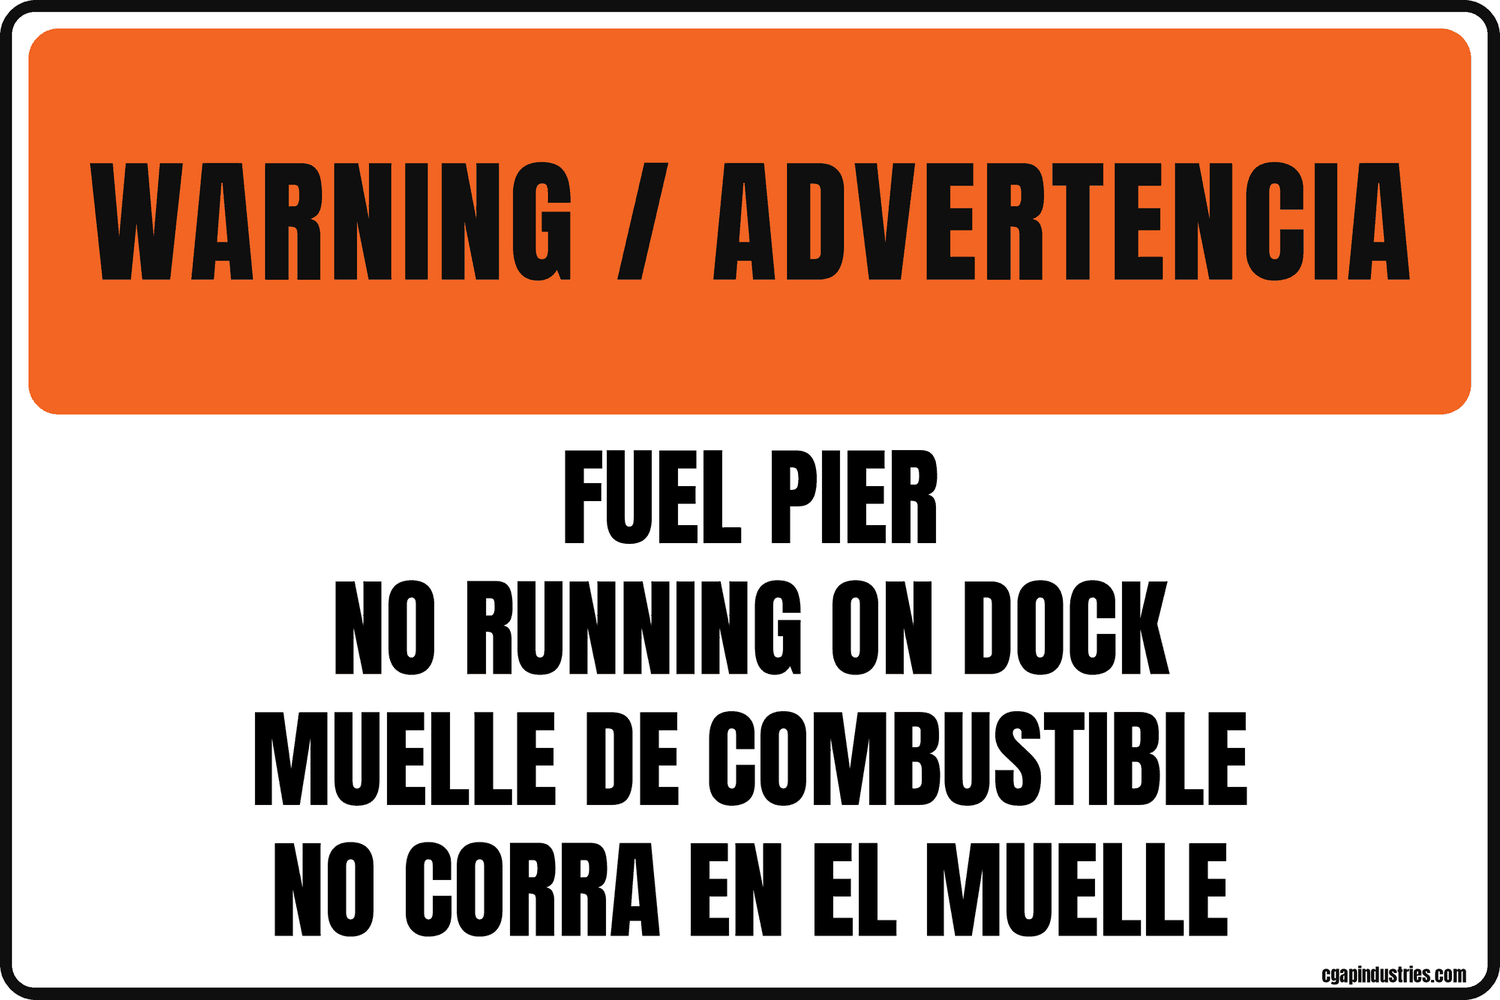 WARNING / ADVERTENCIA
FUEL PIER
NO RUNNING ON DOCK
MUELLE DE COMBUSTIBLE
NO CORRA EN EL MUELLE
cgapindustries.com